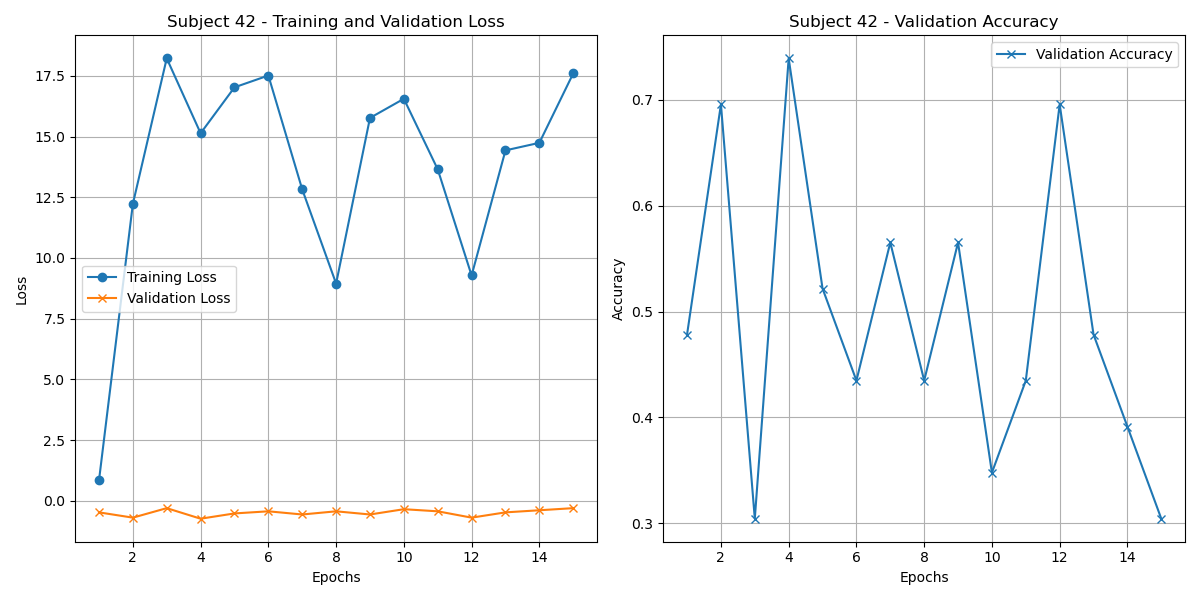 Subject 42 - Training and Validation Loss
17.5
15.0
12.5
10.0
7.5
5.0
2.5
0.0
Loss
Training Loss
Validation Loss
2 4 6 8 10 12 14
Epochs
Subject 42 - Validation Accuracy
Validation Accuracy
0.7
0.6
0.5
0.4
0.3
Accuracy
2 4 6 8 10 12 14
Epochs